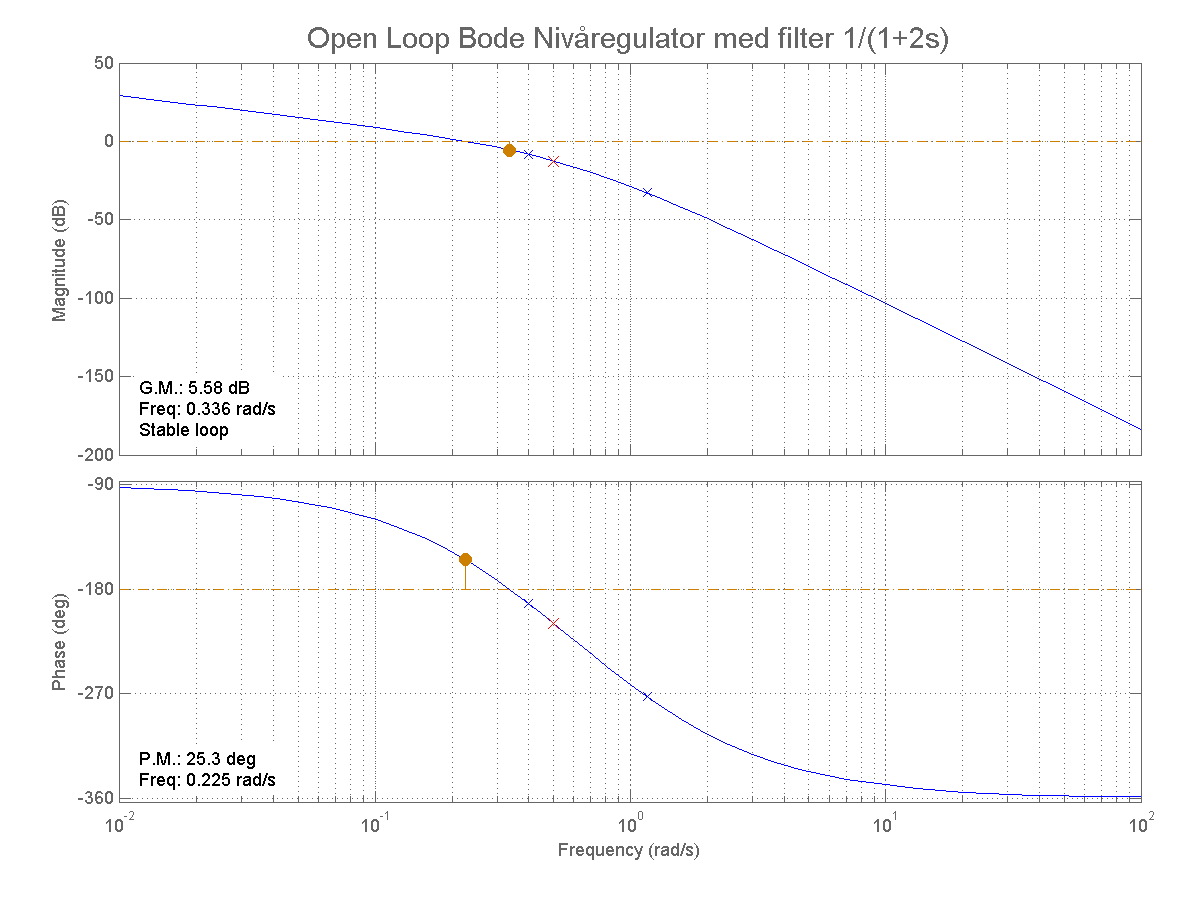 Open Loop Bode Nivåregulator med filter 1/(1+2s)
50
0
-50
-100
-150
-200
Magnitude (dB)
G.M.: 5.58 dB
Freq: 0.336 rad/s
Stable loop
-90
-180
-270
-360
Phase (deg)
P.M.: 25.3 deg
Freq: 0.225 rad/s
10^-2 10^-1 10^0 10^1 10^2
Frequency (rad/s)